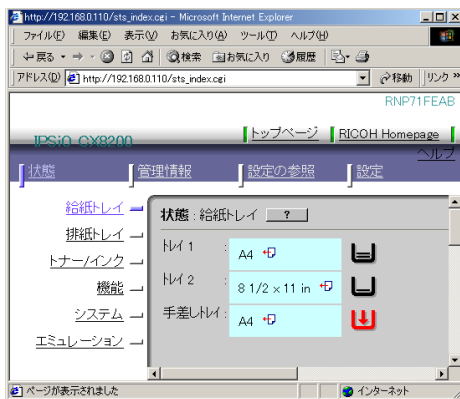 http://192.168.0.110/sts_index.cgi - Microsoft Internet Explorer
ファイル(F) 編集(E) 表示(V) お気に入り(A) ツール(T) ヘルプ(H)
戻る 検索 お気に入り 履歴
アドレス(D) http://192.168.0.110/sts_index.cgi 移動 リンク »
RNP71FEAB
IPSiO CX8200 トップページ RICOH Homepage
ヘルプ
状態 管理情報 設定の参照 設定
給紙トレイ
排紙トレイ
トナー/インク
機能
システム
エミュレーション
状態 : 給紙トレイ ?
トレイ 1 : A4
トレイ 2 : 8 1/2 × 11 in
手差しトレイ : A4
ページが表示されました インターネット